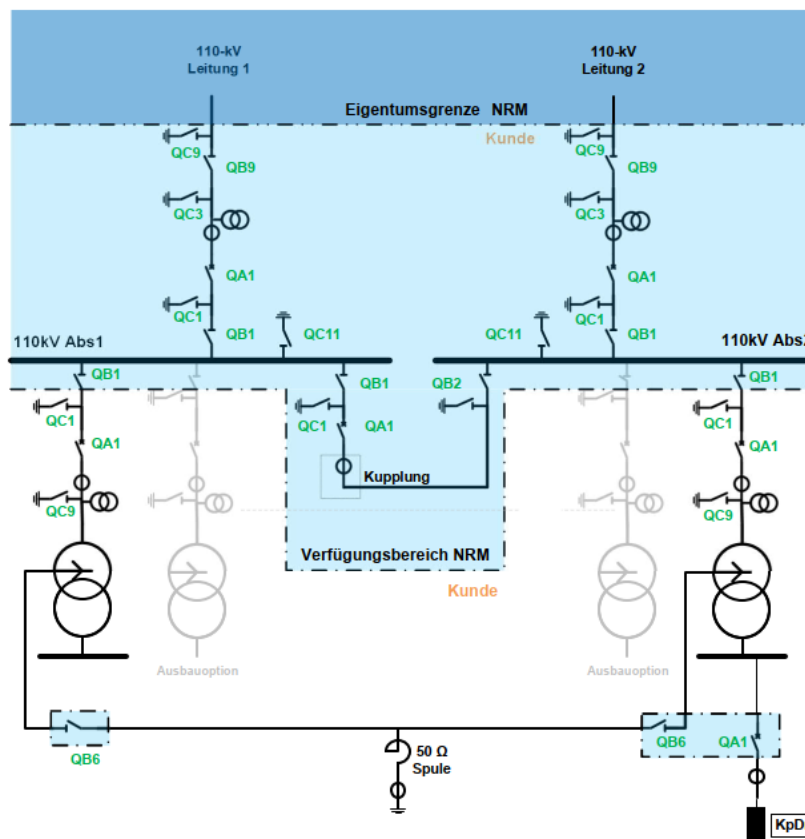 110-kV
Leitung 1
110-kV
Leitung 2
Eigentumsgrenze NRM
Kunde
QC9
QB9
QC9
QB9
QC3
QC3
QA1
QA1
QC1
QC1
QB1
QC11
QC11
QB1
110kV Abs1
110kV Abs2
QB1
QB1
QB2
QB1
QC1
QC1
QA1
QC1
QA1
QA1
Kupplung
QC9
QC9
Verfügungsbereich NRM
Kunde
Ausbauoption
Ausbauoption
QB6
50 Ω
Spule
QB6
QA1
KpD